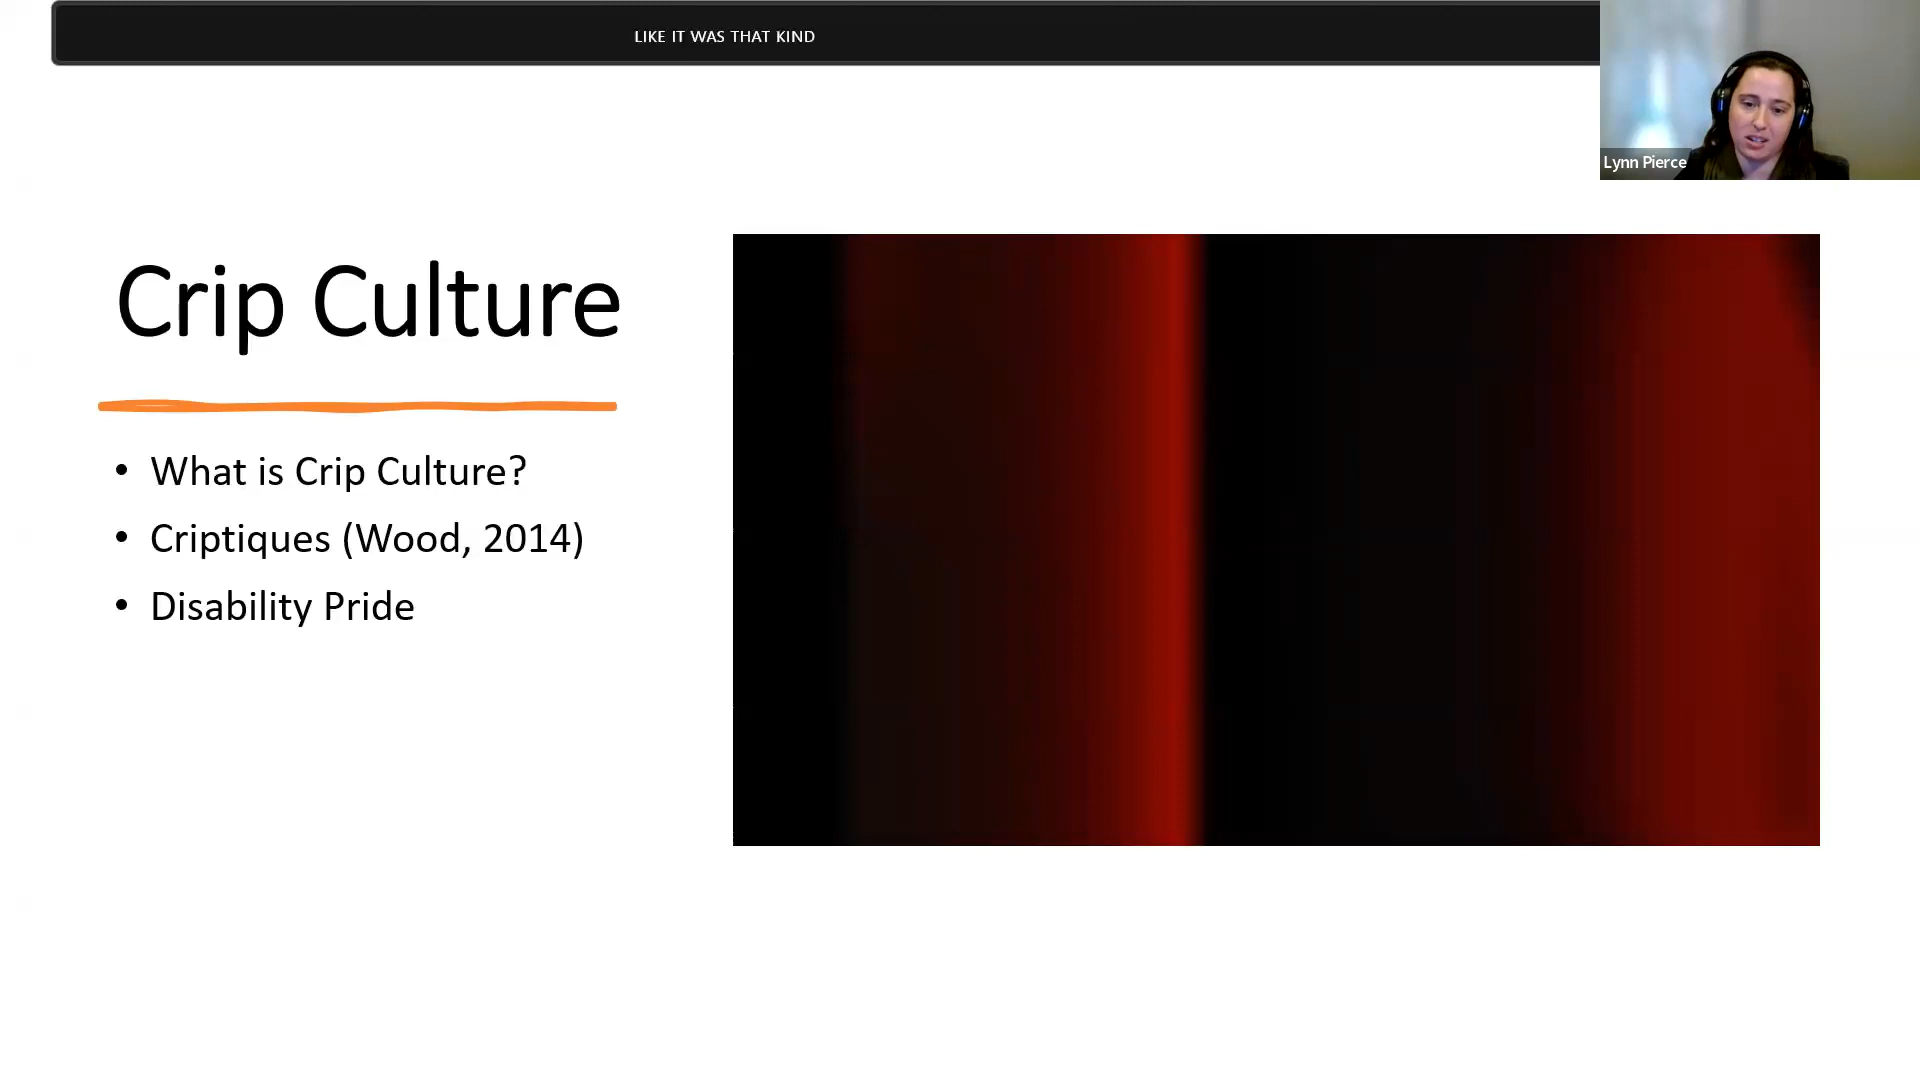 LIKE IT WAS THAT KIND
Lynn Pierce
Crip Culture
• What is Crip Culture?
• Criptiques (Wood, 2014)
• Disability Pride